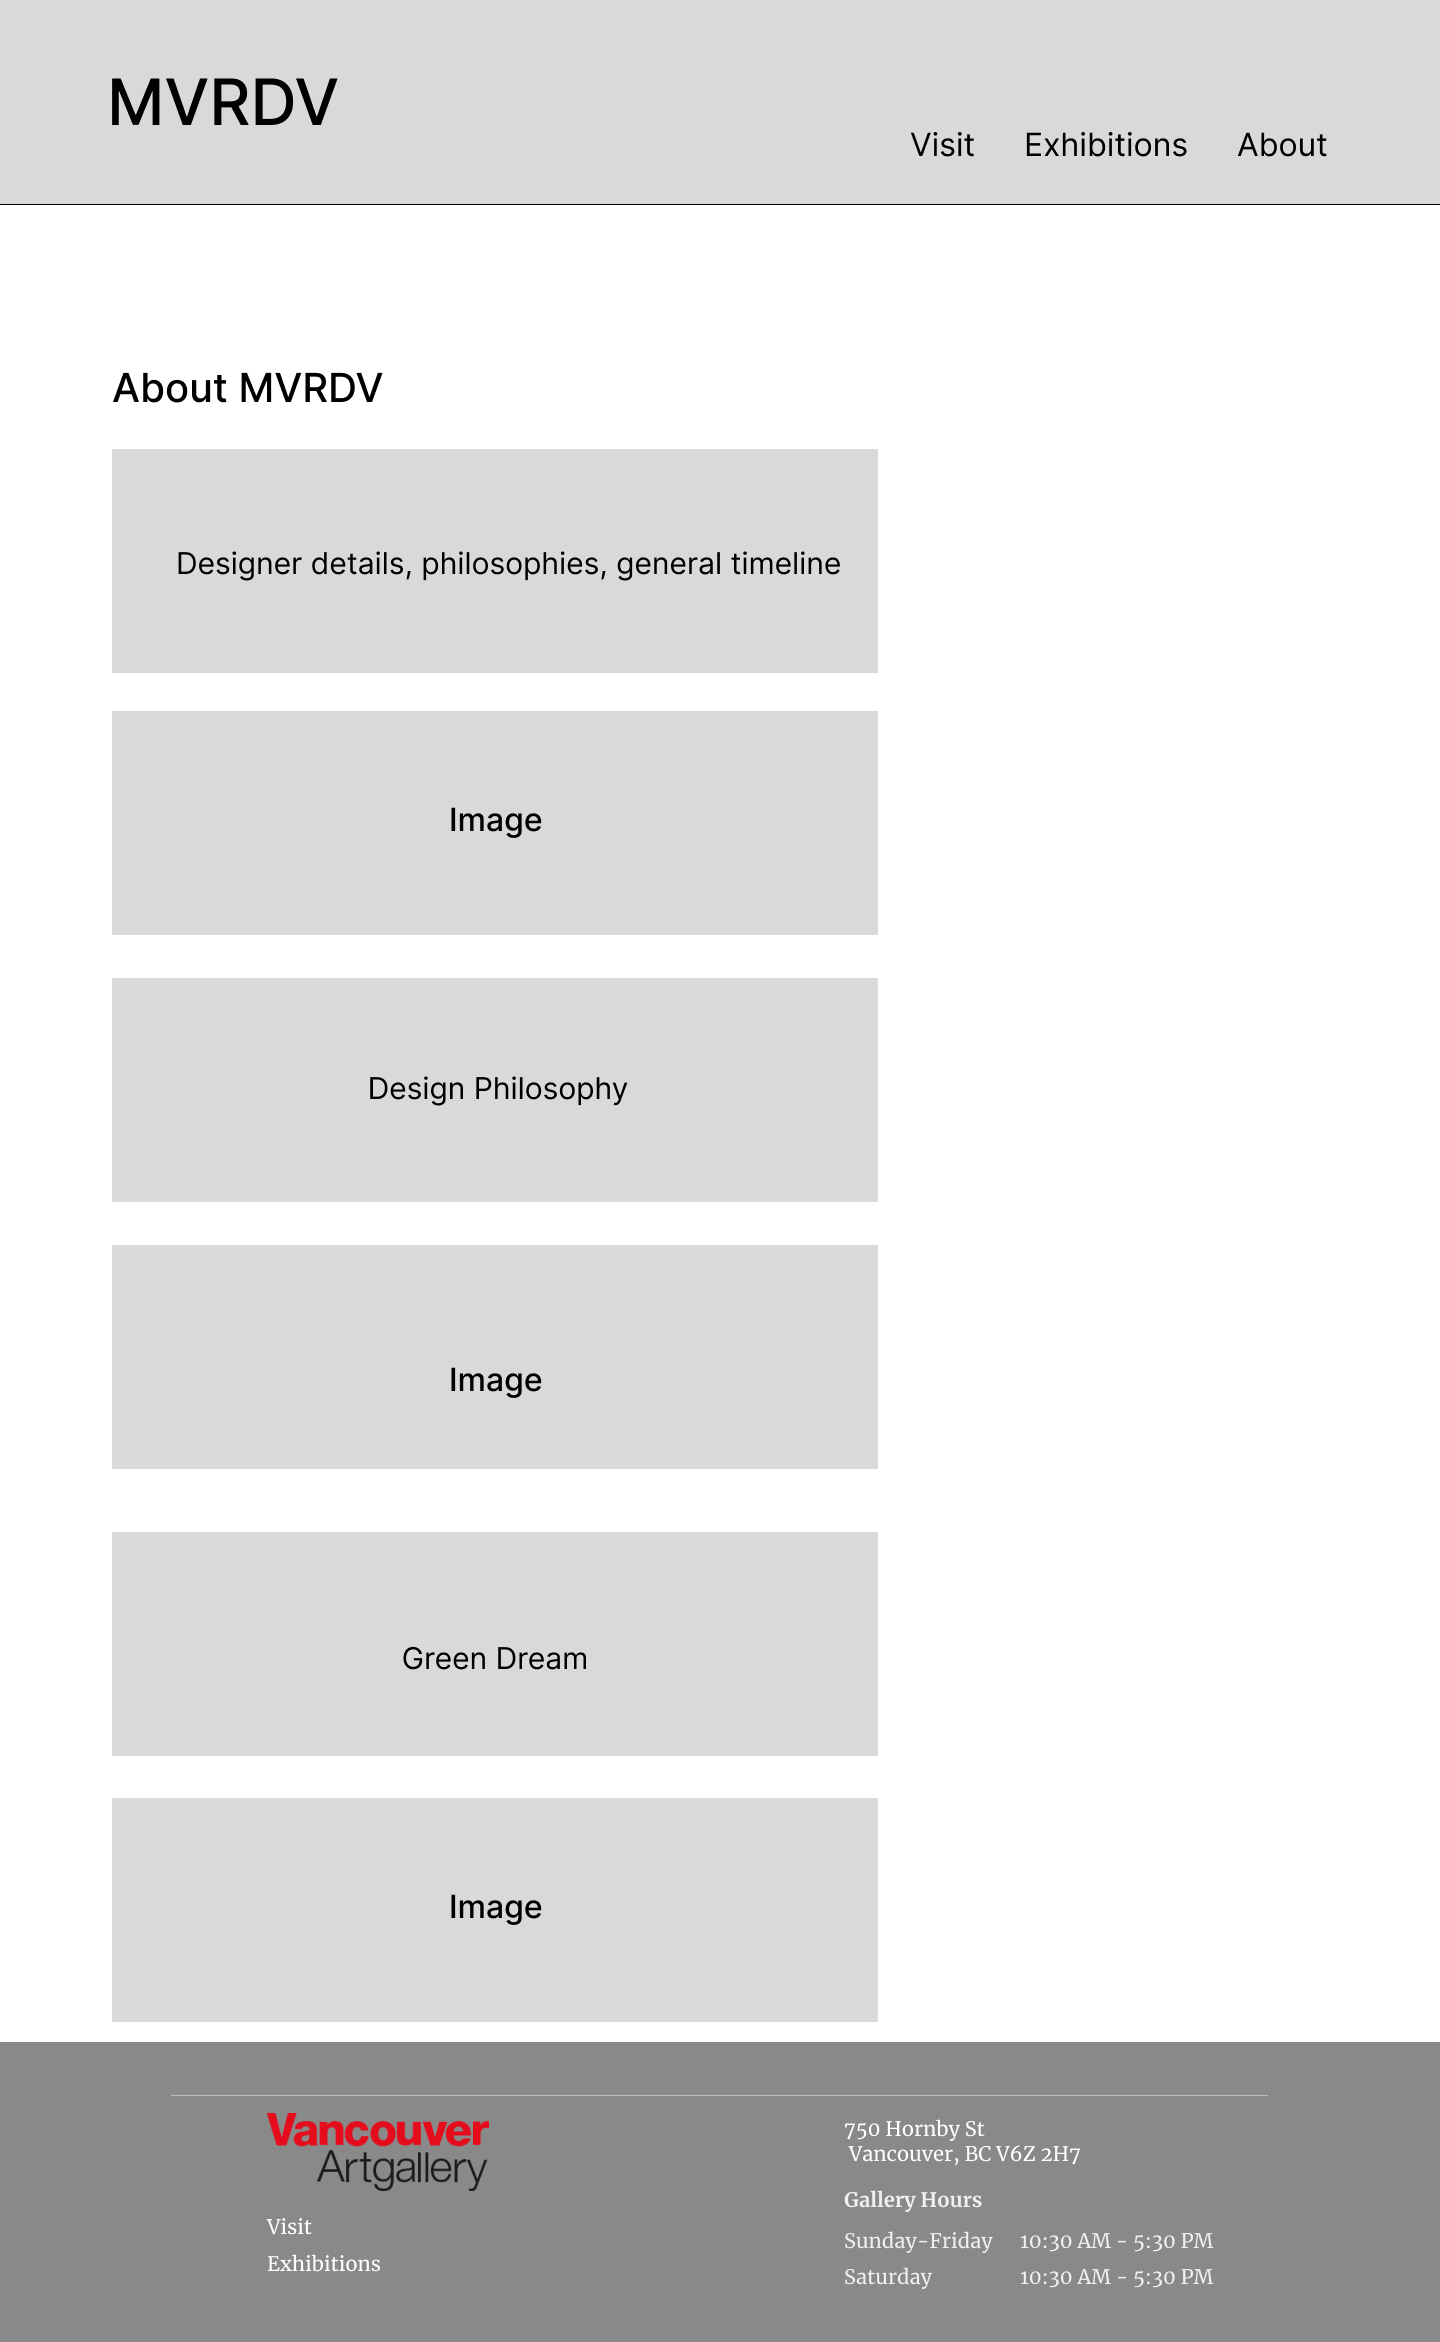 MVRDV
Visit Exhibitions About
About MVRDV
Designer details, philosophies, general timeline
Image
Design Philosophy
Image
Green Dream
Image
Vancouver
Artgallery
Visit
Exhibitions
750 Hornby St
Vancouver, BC V6Z 2H7
Gallery Hours
Sunday-Friday 10:30 AM - 5:30 PM
Saturday 10:30 AM - 5:30 PM